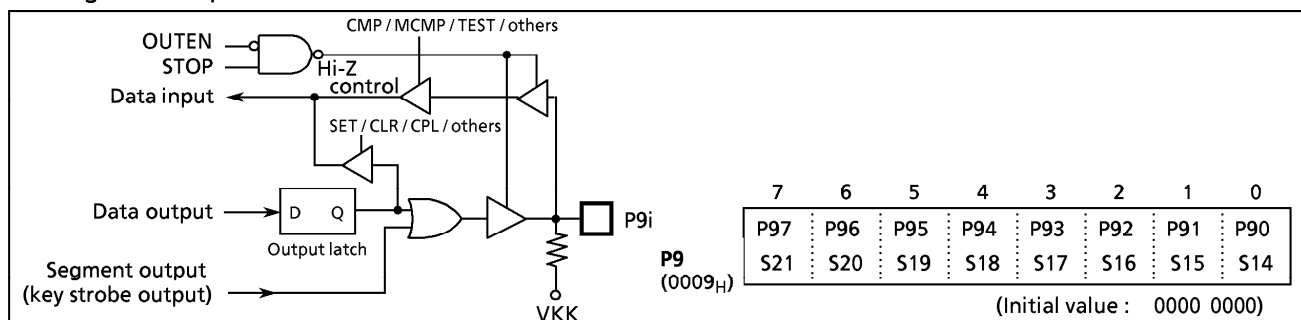 CMP / MCMP / TEST / others
OUTEN
STOP
Hi-Z
control
Data input
SET / CLR / CPL / others
Data output
D Q
Output latch
P9i
Segment output
(key strobe output)
VKK
7 6 5 4 3 2 1 0
P97 P96 P95 P94 P93 P92 P91 P90
P9
S21 S20 S19 S18 S17 S16 S15 S14
(0009H)
(Initial value : 0000 0000)